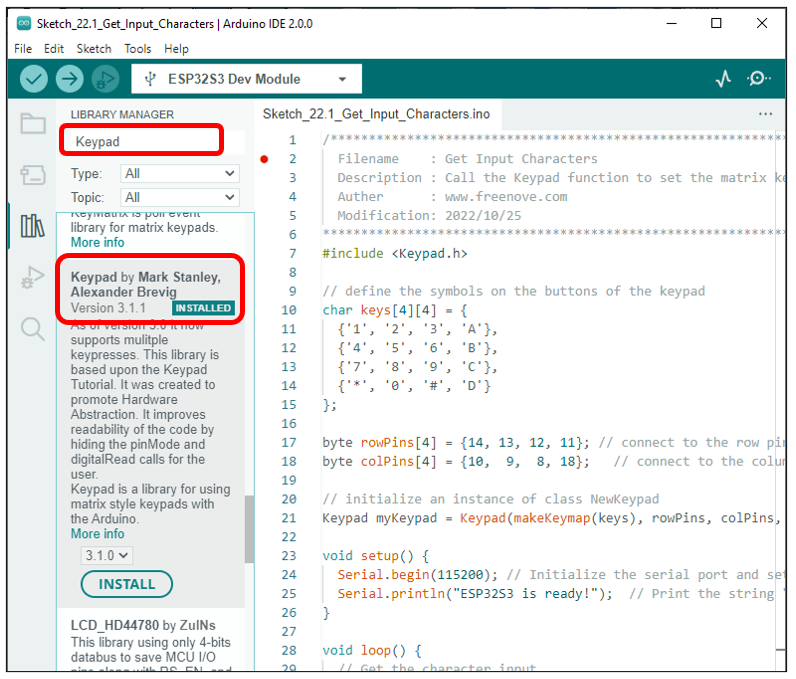 Sketch_22.1_Get_Input_Characters | Arduino IDE 2.0.0
File Edit Sketch Tools Help
ESP32S3 Dev Module
LIBRARY MANAGER
Keypad
Type: All
Topic: All
KeyMatrix is poll event
library for matrix keypads.
More info
Keypad by Mark Stanley,
Alexander Brevig
Version 3.1.1 INSTALLED
As of version 3.0 it now
supports mulitple
keypresses. This library is
based upon the Keypad
Tutorial. It was created to
promote Hardware
Abstraction. It improves
readability of the code by
hiding the pinMode and
digitalRead calls for the
user.
Keypad is a library for using
matrix style keypads with
the Arduino.
More info
3.1.0
INSTALL
LCD_HD44780 by ZulNs
This library using only 4-bits
databus to save MCU I/O
Sketch_22.1_Get_Input_Characters.ino
1 /************************************************************
2 Filename : Get Input Characters
3 Description : Call the Keypad function to set the matrix ke
4 Auther : www.freenove.com
5 Modification: 2022/10/25
6 *************************************************************
7 #include <Keypad.h>
8
9 // define the symbols on the buttons of the keypad
10 char keys[4][4] = {
11 {'1', '2', '3', 'A'},
12 {'4', '5', '6', 'B'},
13 {'7', '8', '9', 'C'},
14 {'*', '0', '#', 'D'}
15 };
16
17 byte rowPins[4] = {14, 13, 12, 11}; // connect to the row pin
18 byte colPins[4] = {10, 9, 8, 18}; // connect to the colu
19
20 // initialize an instance of class NewKeypad
21 Keypad myKeypad = Keypad(makeKeymap(keys), rowPins, colPins,
22
23 void setup() {
24 Serial.begin(115200); // Initialize the serial port and set
25 Serial.println("ESP32S3 is ready!"); // Print the string "
26 }
27
28 void loop() {
29 // Get the character input